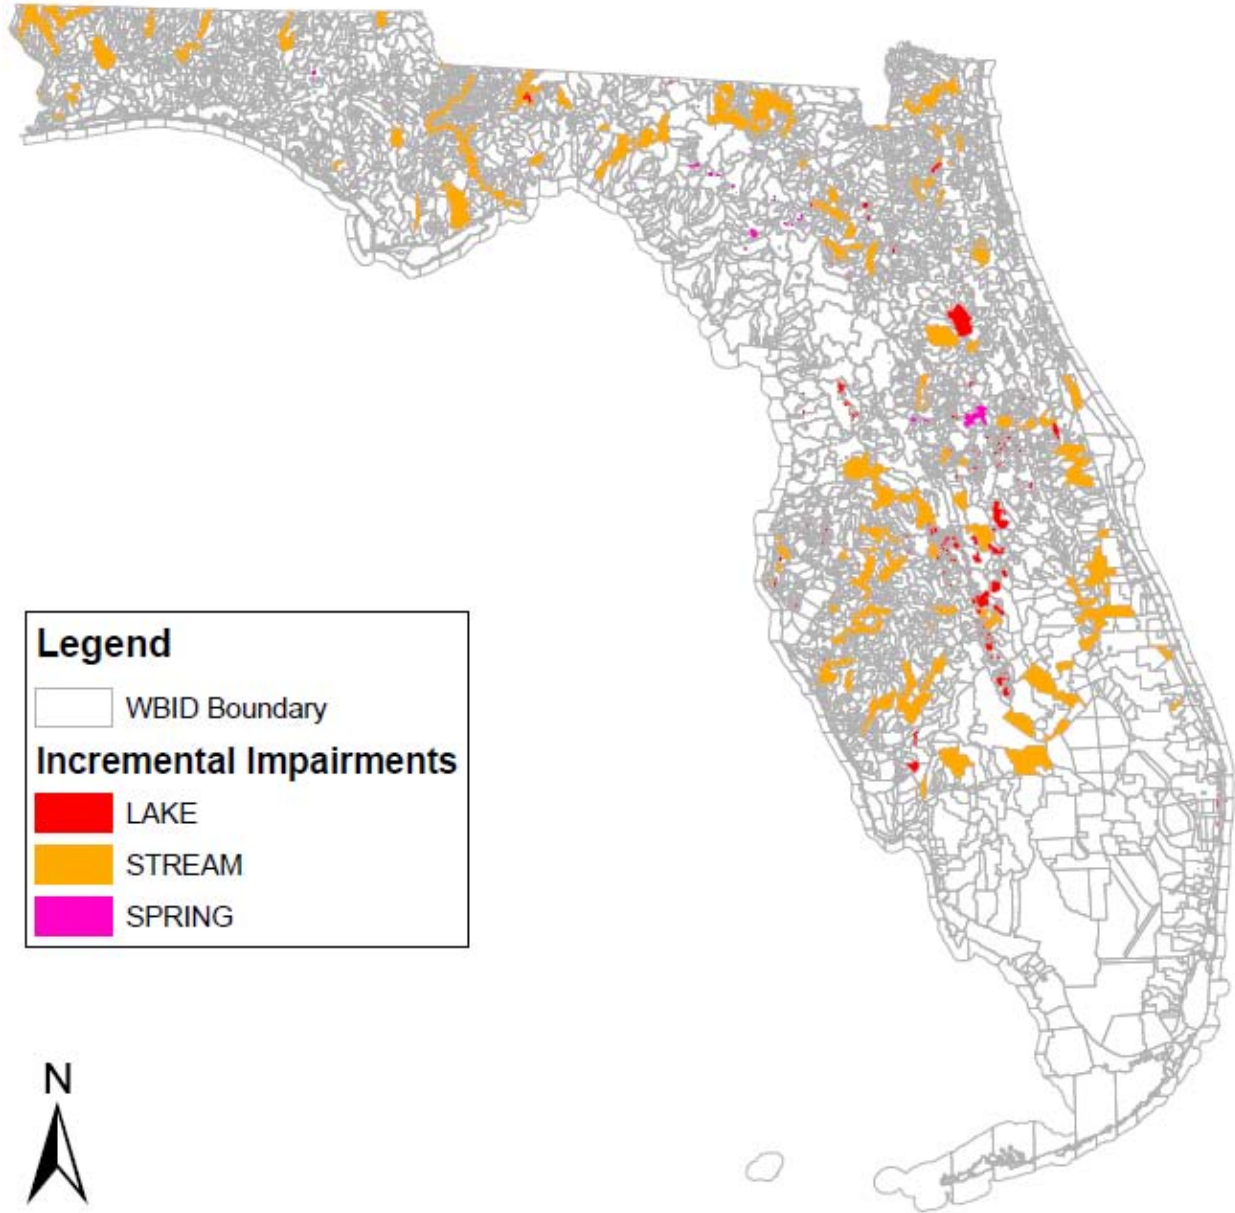 Legend
WBID Boundary
Incremental Impairments
LAKE
STREAM
SPRING
N